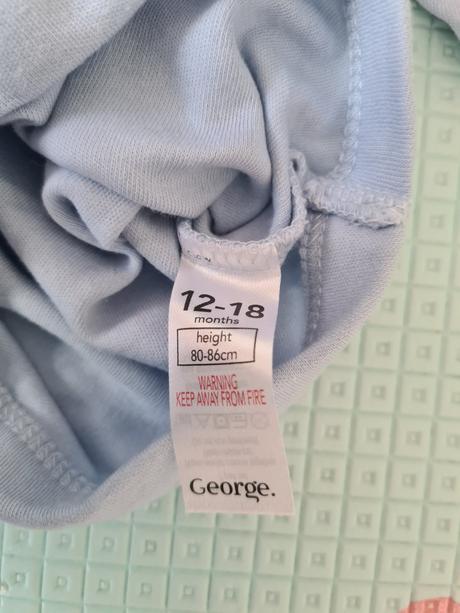 12-18
months
height
80-86cm
WARNING
KEEP AWAY FROM FIRE
George.